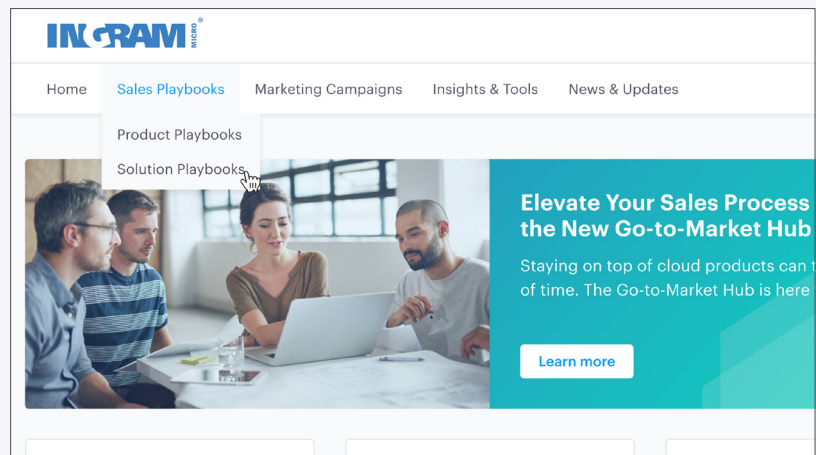 INGRAM MICRO®
Home Sales Playbooks Marketing Campaigns Insights & Tools News & Updates
Product Playbooks
Solution Playbooks
Elevate Your Sales Process
the New Go-to-Market Hub
Staying on top of cloud products can t
of time. The Go-to-Market Hub is here
Learn more